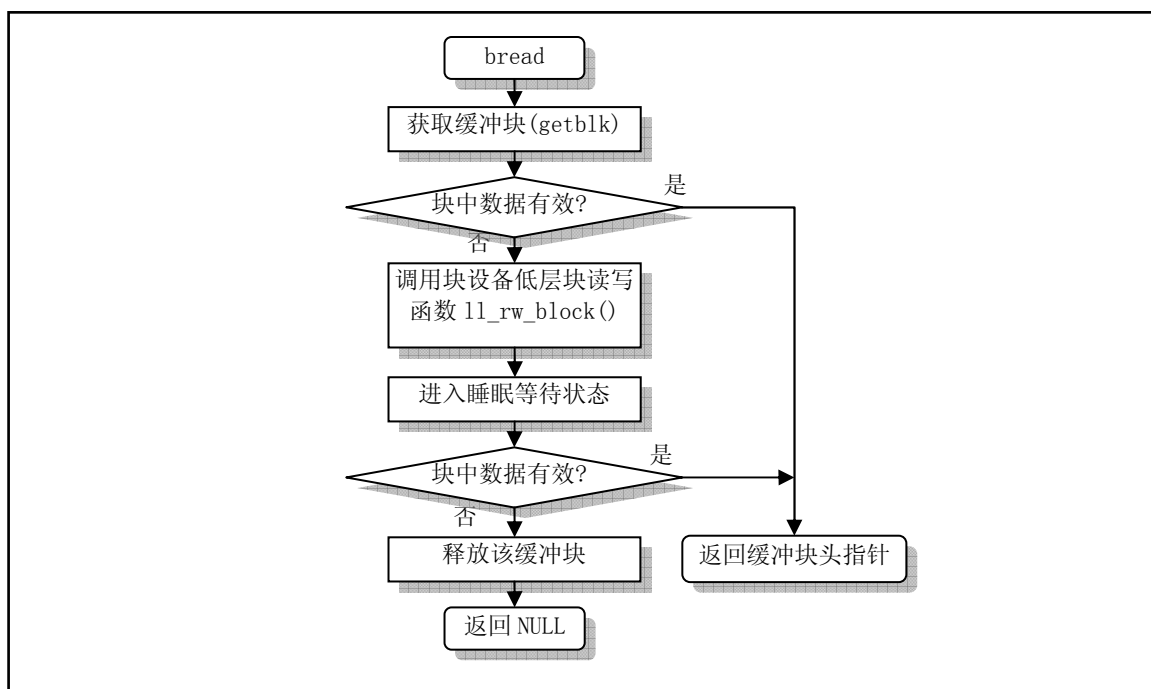 bread
获取缓冲块(getblk)
是
块中数据有效?
否
调用块设备低层块读写
函数 ll_rw_block()
进入睡眠等待状态
是
块中数据有效?
否
释放该缓冲块
返回缓冲块头指针
返回 NULL